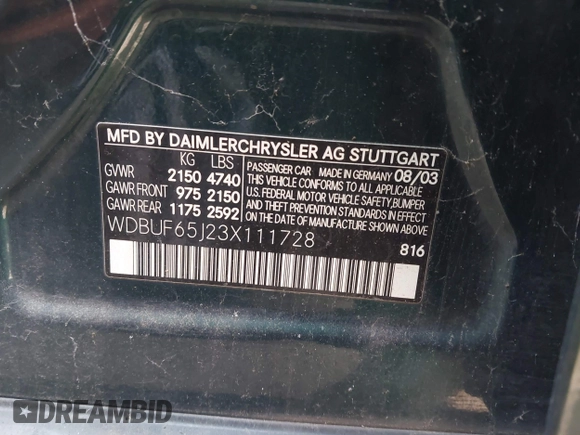 MFD BY DAIMLERCHRYSLER AG STUTTGART
KG LBS
GVWR 2150 4740
GAWR FRONT 975 2150
GAWR REAR 1175 2592
PASSENGER CAR MADE IN GERMANY 08/03
THIS VEHICLE CONFORMS TO ALL APPLICABLE
U.S. FEDERAL MOTOR VEHICLE SAFETY,BUMPER
AND THEFT PREVENTION STANDARDS IN EFFECT
ON THE DATE OF MANUFACTURE SHOWN ABOVE
WDBUF65J23X111728
816
DREAMBID